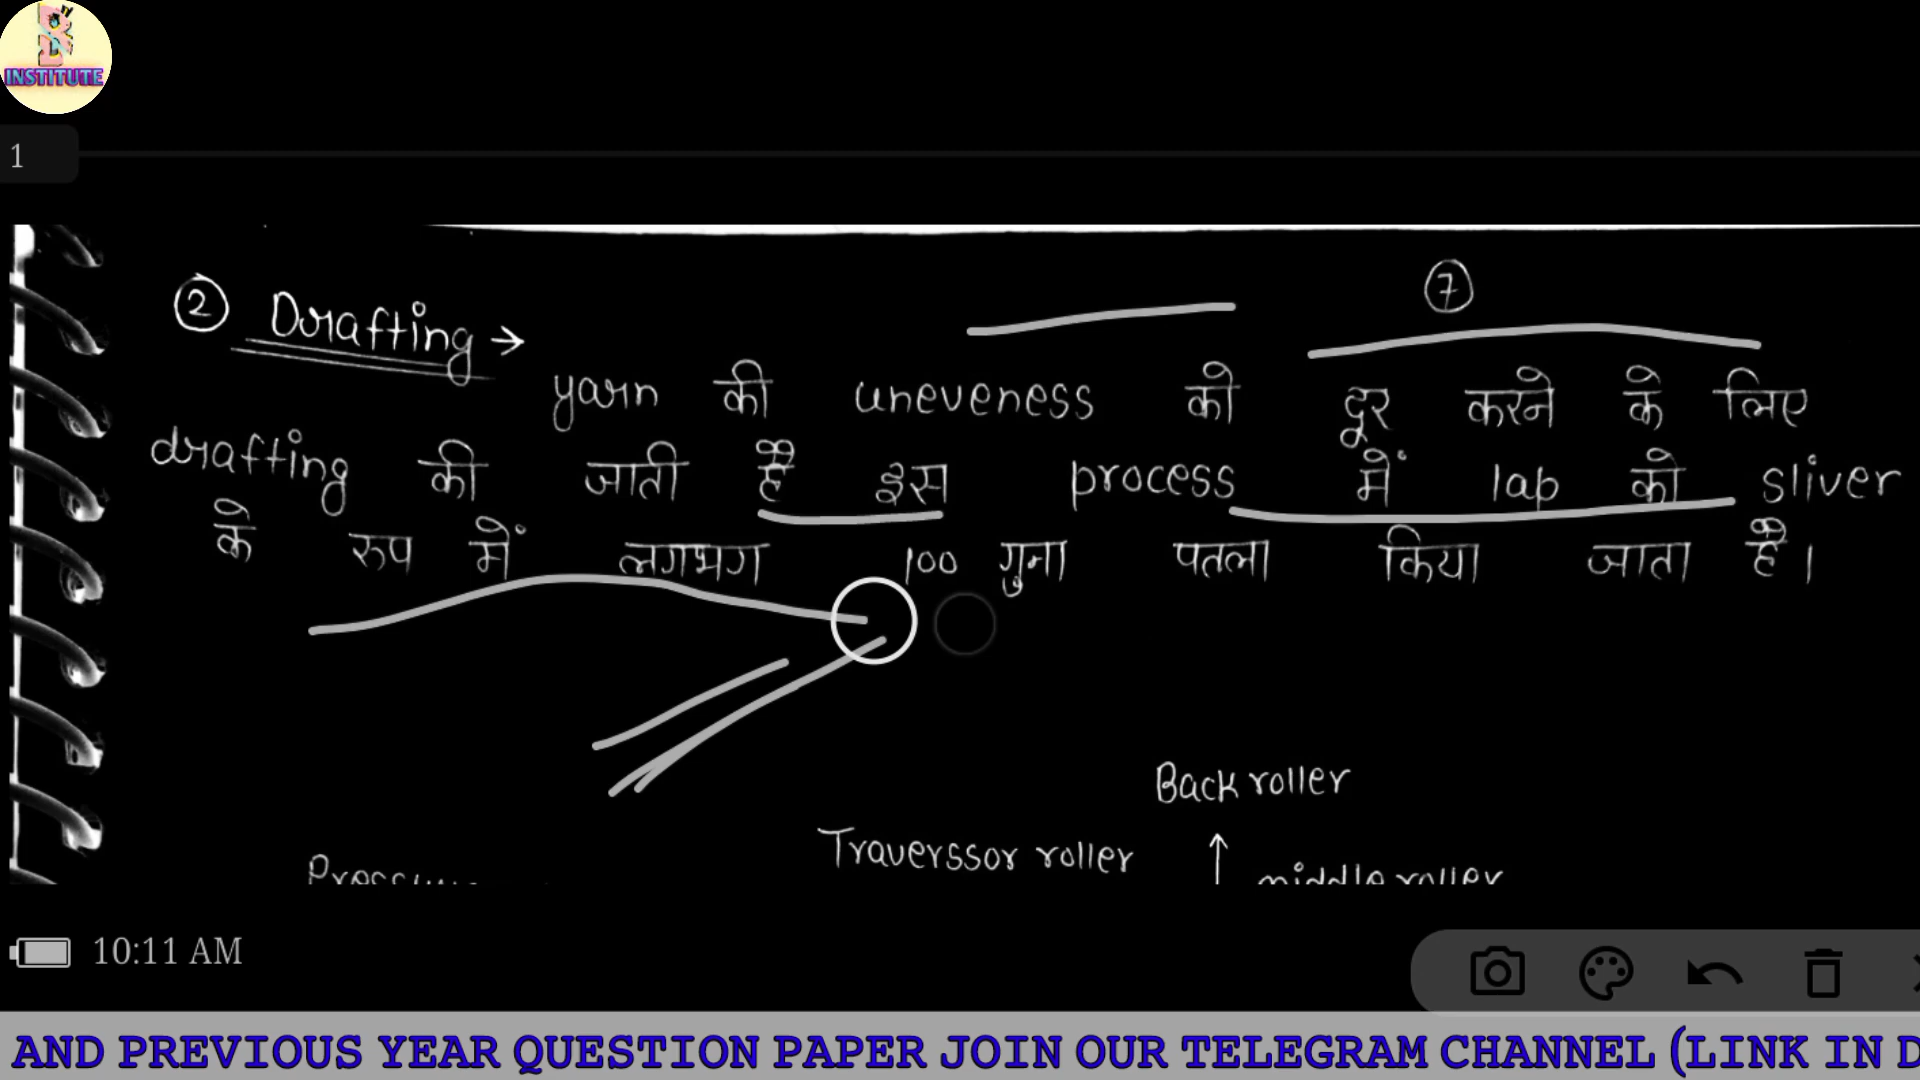 INSTITUTE
1
② Drafting →
⑦
yarn की uneveness को दूर करने के लिए
drafting की जाती है इस process में lap को sliver
के रुप में लगभग 100 गुना पतला किया जाता है।
Back roller
Traverssor roller
↑
middle roller
10:11 AM
AND PREVIOUS YEAR QUESTION PAPER JOIN OUR TELEGRAM CHANNEL (LINK IN D